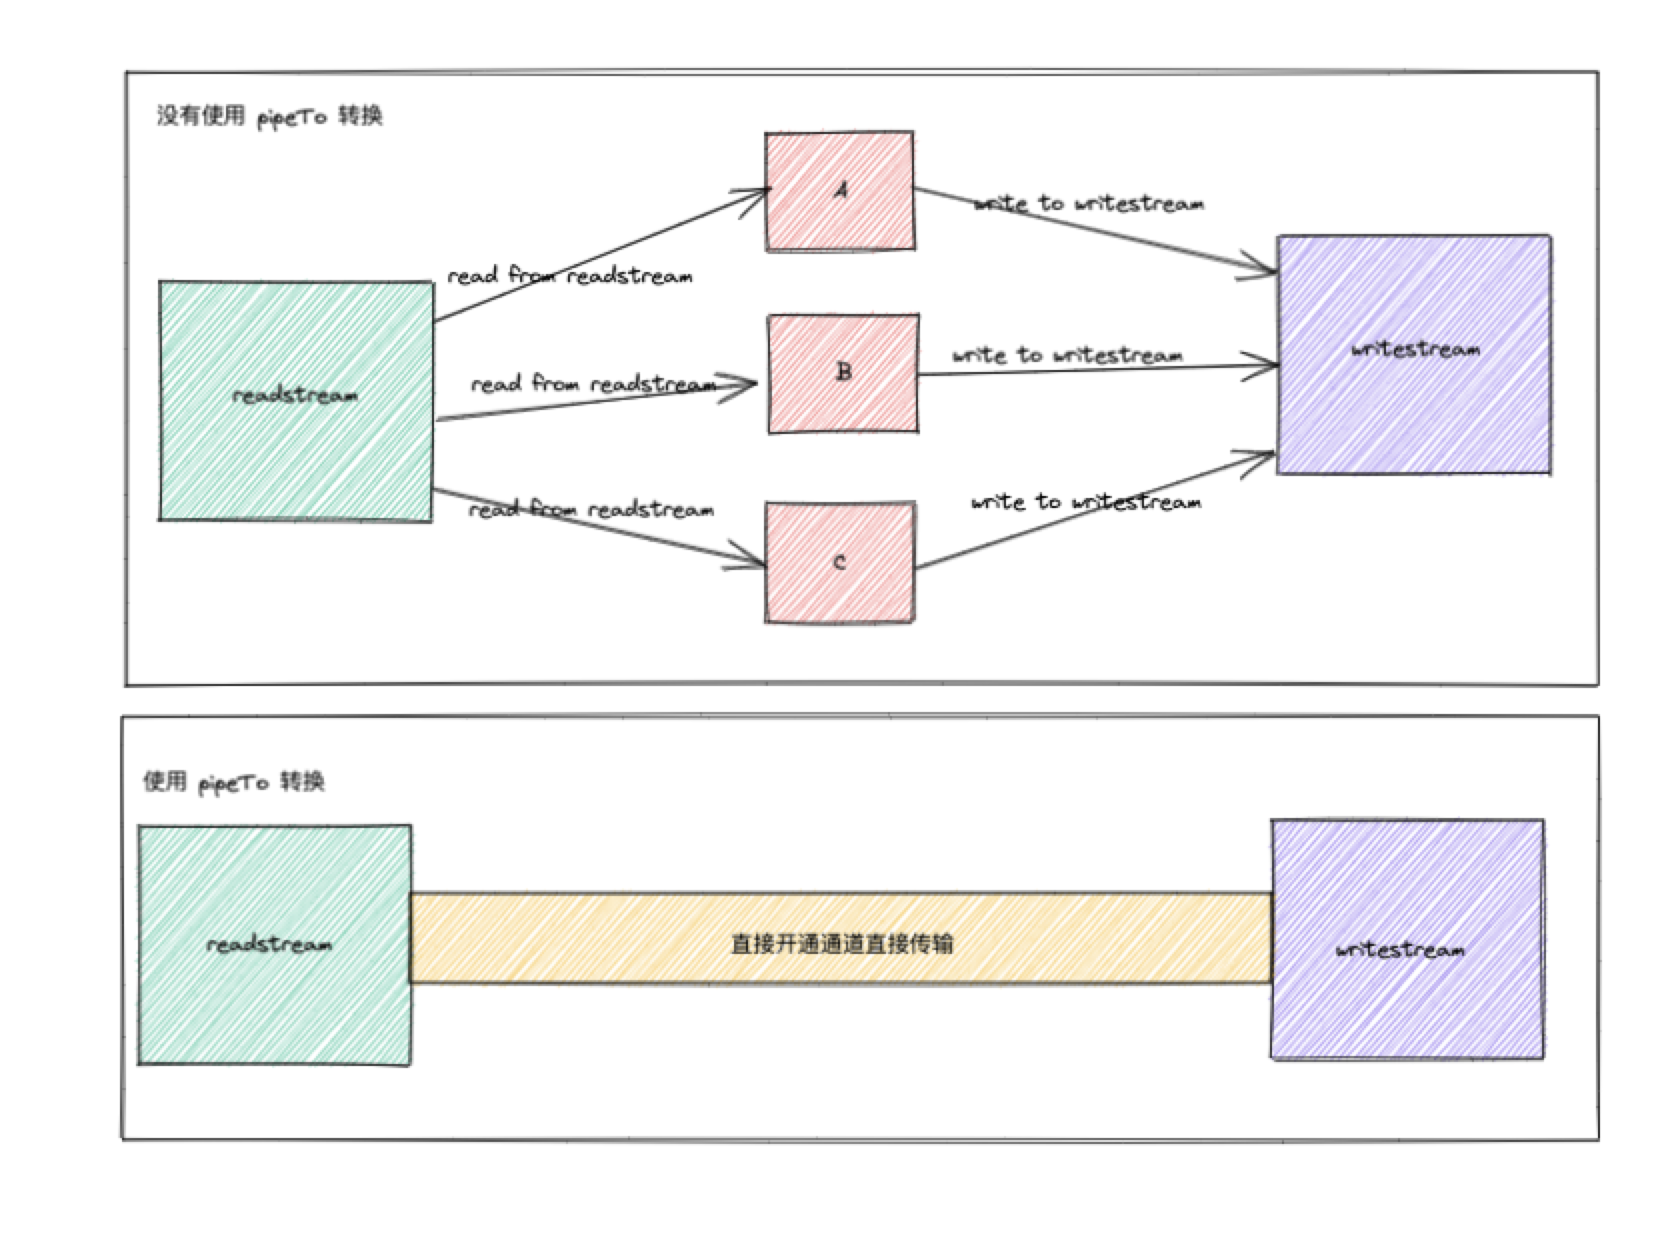 没有使用 pipeTo 转换
A
write to writestream
read from readstream
readstream
read from readstream
B
write to writestream
writestream
read from readstream
C
write to writestream
使用 pipeTo 转换
readstream
直接开通通道直接传输
writestream